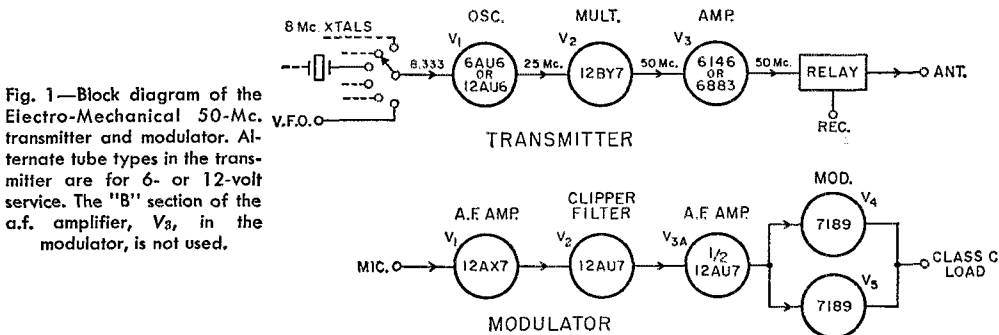 Fig. 1—Block diagram of the
Electro-Mechanical 50-Mc.
transmitter and modulator. Al-
ternate tube types in the trans-
mitter are for 6- or 12-volt
service. The "B" section of the
a.f. amplifier, V3, in the
modulator, is not used.
8 Mc. XTALS
V.F.O.
8.333
OSC.
V1
6AU6
OR
12AU6
25 Mc.
MULT.
V2
12BY7
50 Mc.
AMP.
V3
6146
OR
6883
50 Mc.
RELAY
ANT.
REC.
TRANSMITTER
MIC.
A.F. AMP.
V1
12AX7
CLIPPER
FILTER
V2
12AU7
A.F. AMP.
V3A
1/2
12AU7
MOD.
V4
7189
V5
7189
CLASS C
LOAD
MODULATOR